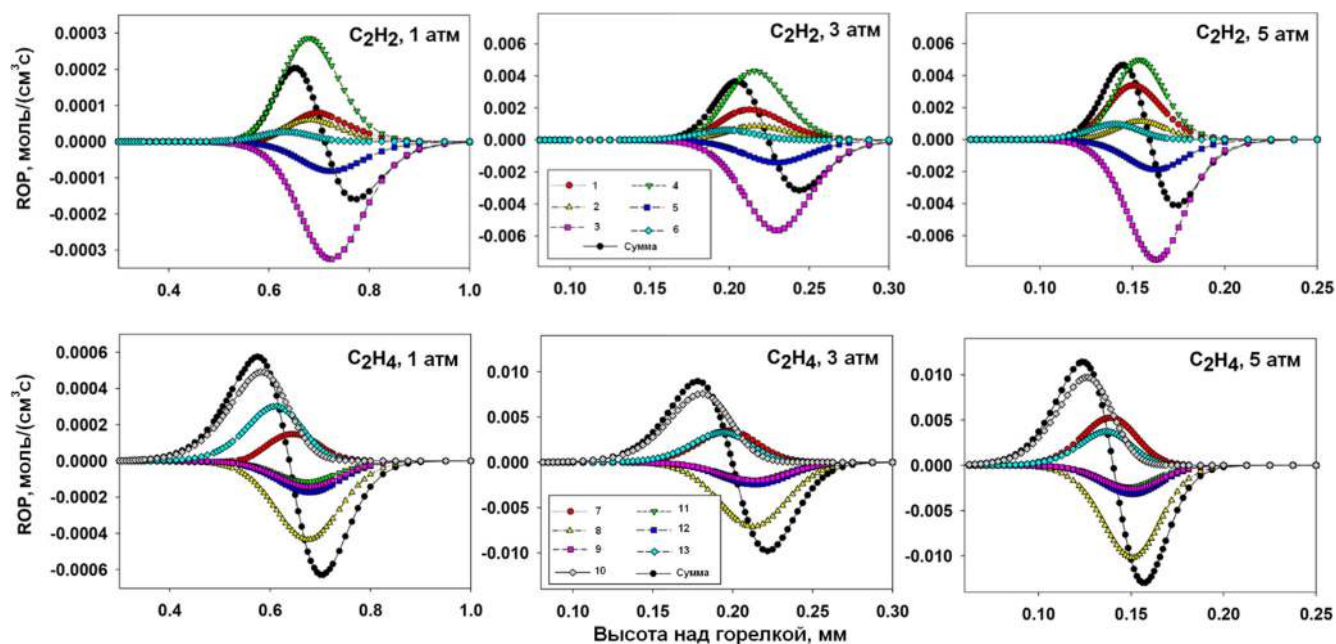 C2H2, 1 атм
C2H2, 3 атм
C2H2, 5 атм
ROP, моль/(см³с)
0.0003
0.0002
0.0001
0.0000
-0.0001
-0.0002
-0.0003
0.4 0.6 0.8 1.0
0.006
0.004
0.002
0.000
-0.002
-0.004
-0.006
1 4
2 5
3 6
Сумма
0.10 0.15 0.20 0.25 0.30
0.006
0.004
0.002
0.000
-0.002
-0.004
-0.006
0.10 0.15 0.20 0.25
C2H4, 1 атм
C2H4, 3 атм
C2H4, 5 атм
ROP, моль/(см³с)
0.0006
0.0004
0.0002
0.0000
-0.0002
-0.0004
-0.0006
0.4 0.6 0.8 1.0
0.010
0.005
0.000
-0.005
-0.010
7 11
8 12
9 13
10 Сумма
0.10 0.15 0.20 0.25 0.30
0.010
0.005
0.000
-0.005
-0.010
0.10 0.15 0.20 0.25
Высота над горелкой, мм